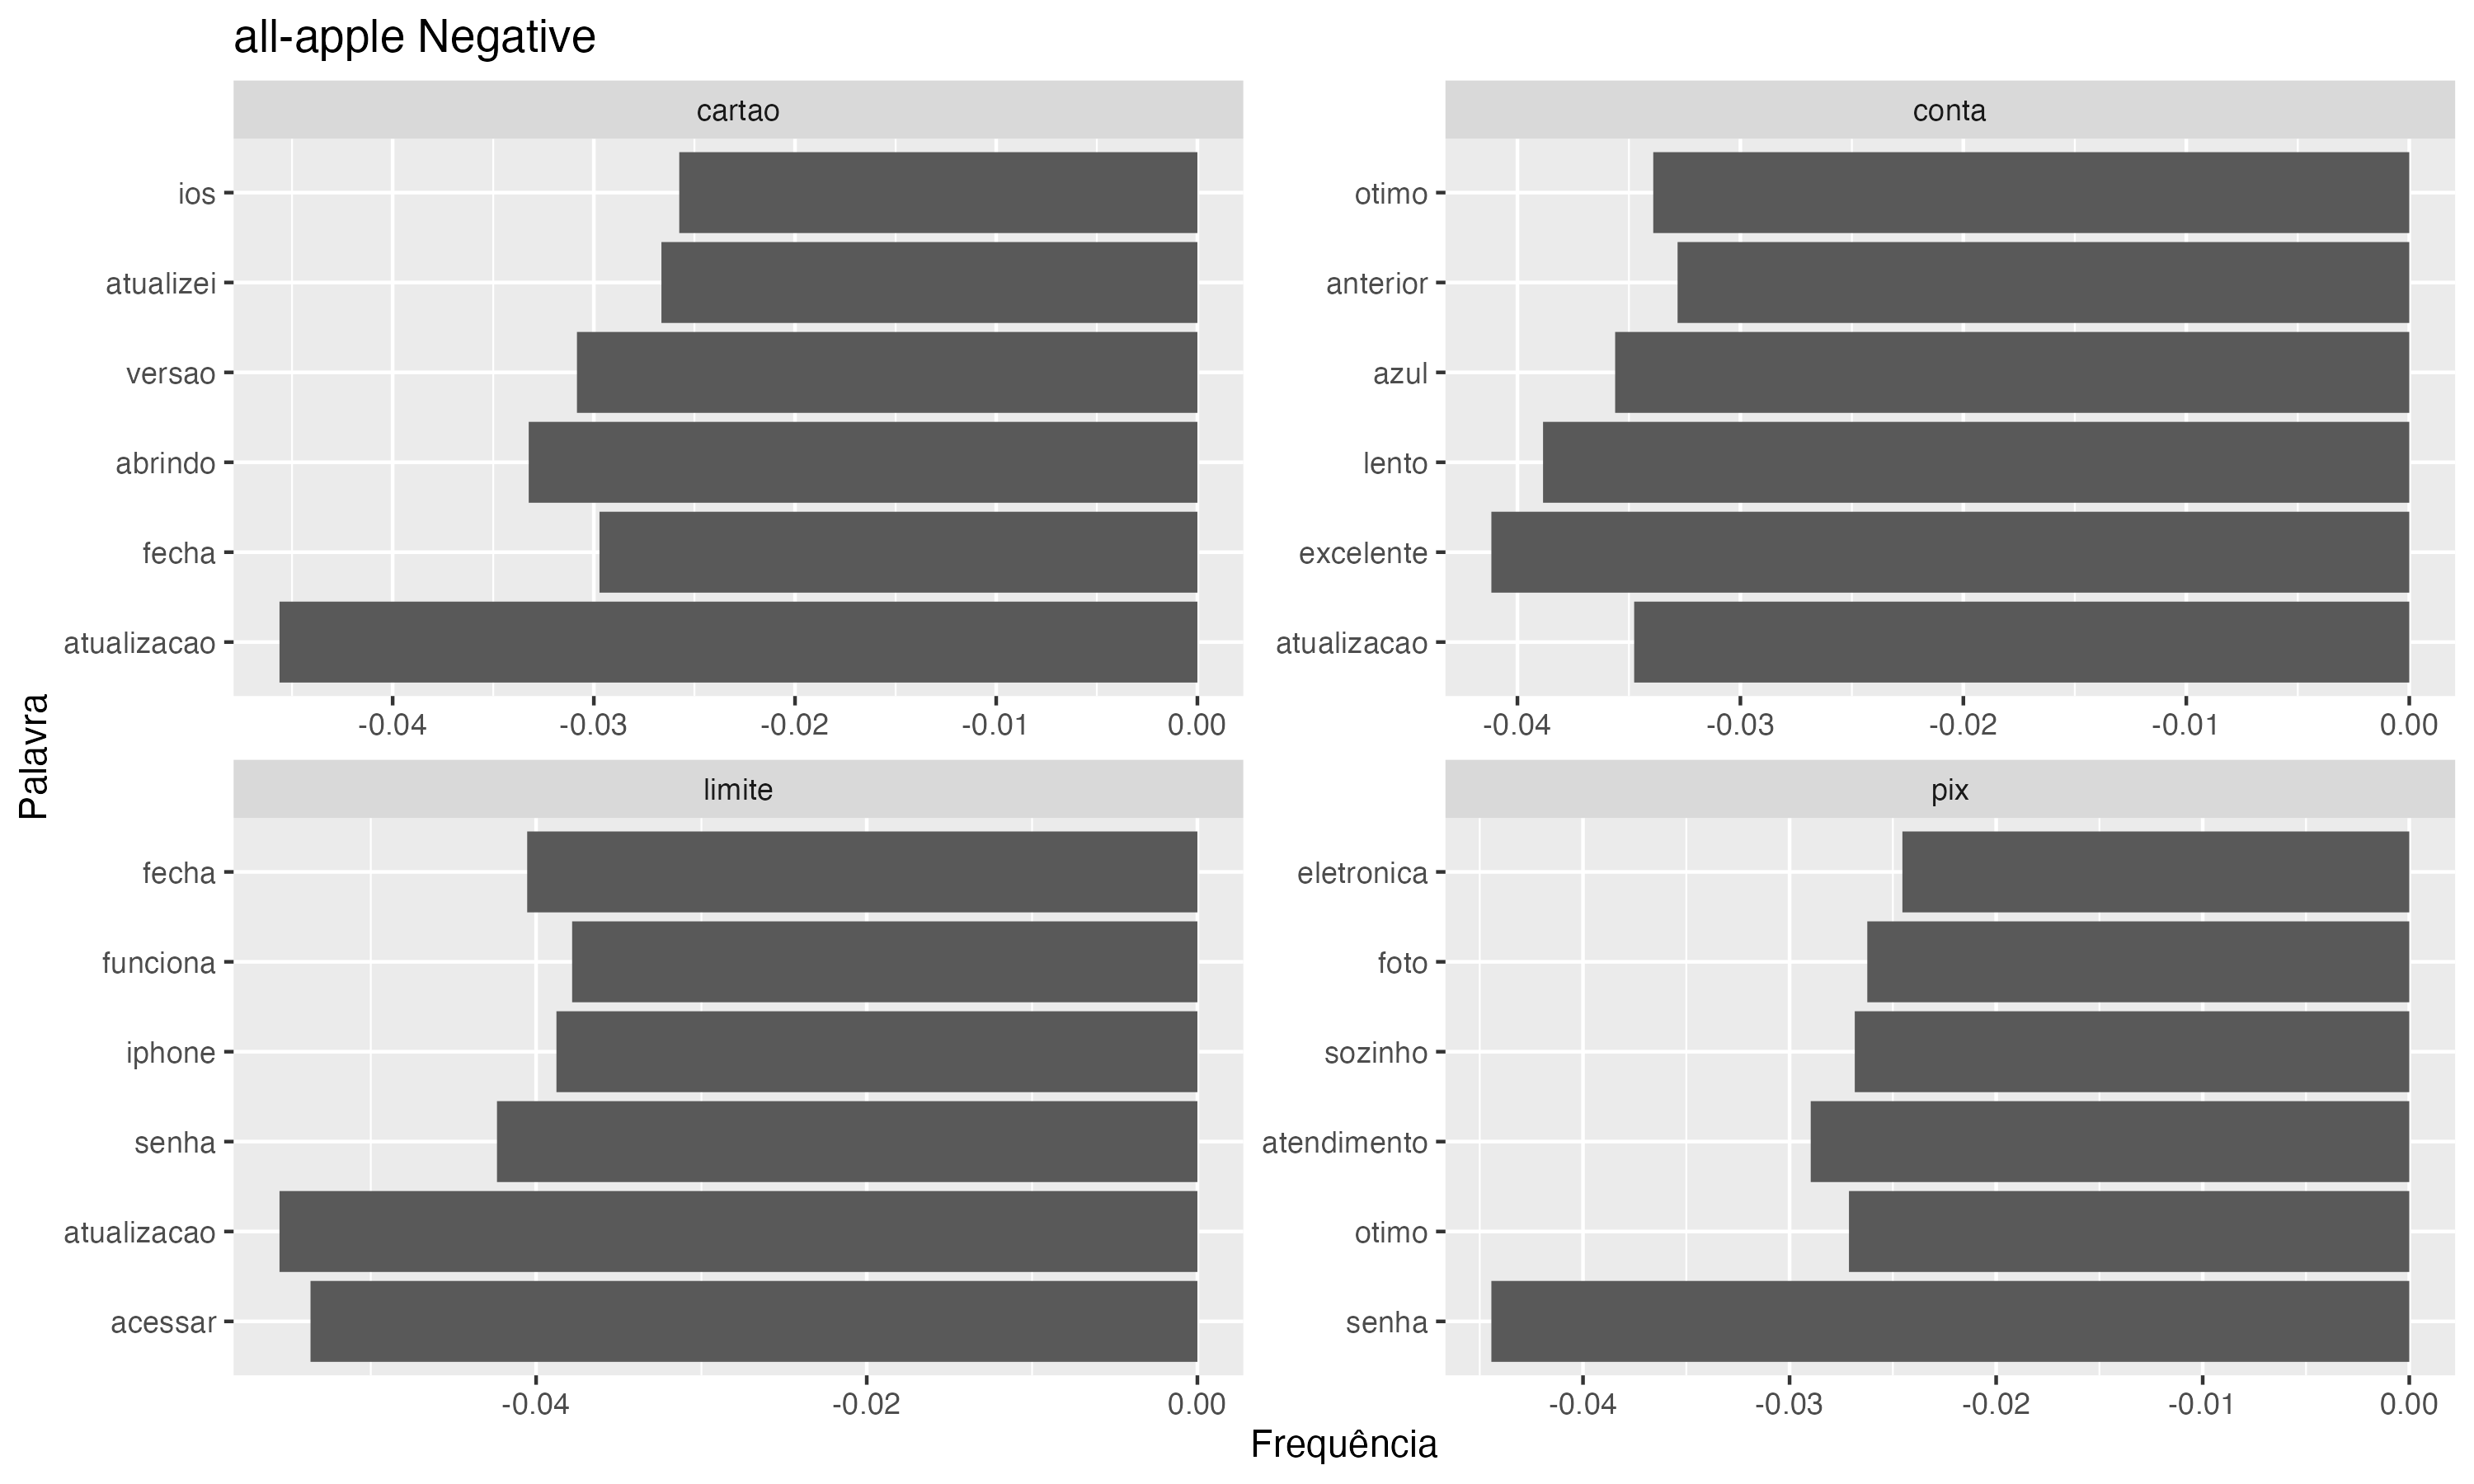 all-apple Negative
cartao
ios
atualizei
versao
abrindo
fecha
atualizacao
-0.04 -0.03 -0.02 -0.01 0.00
conta
otimo
anterior
azul
lento
excelente
atualizacao
-0.04 -0.03 -0.02 -0.01 0.00
limite
fecha
funciona
iphone
senha
atualizacao
acessar
-0.04 -0.02 0.00
pix
eletronica
foto
sozinho
atendimento
otimo
senha
-0.04 -0.03 -0.02 -0.01 0.00
Palavra
Frequência